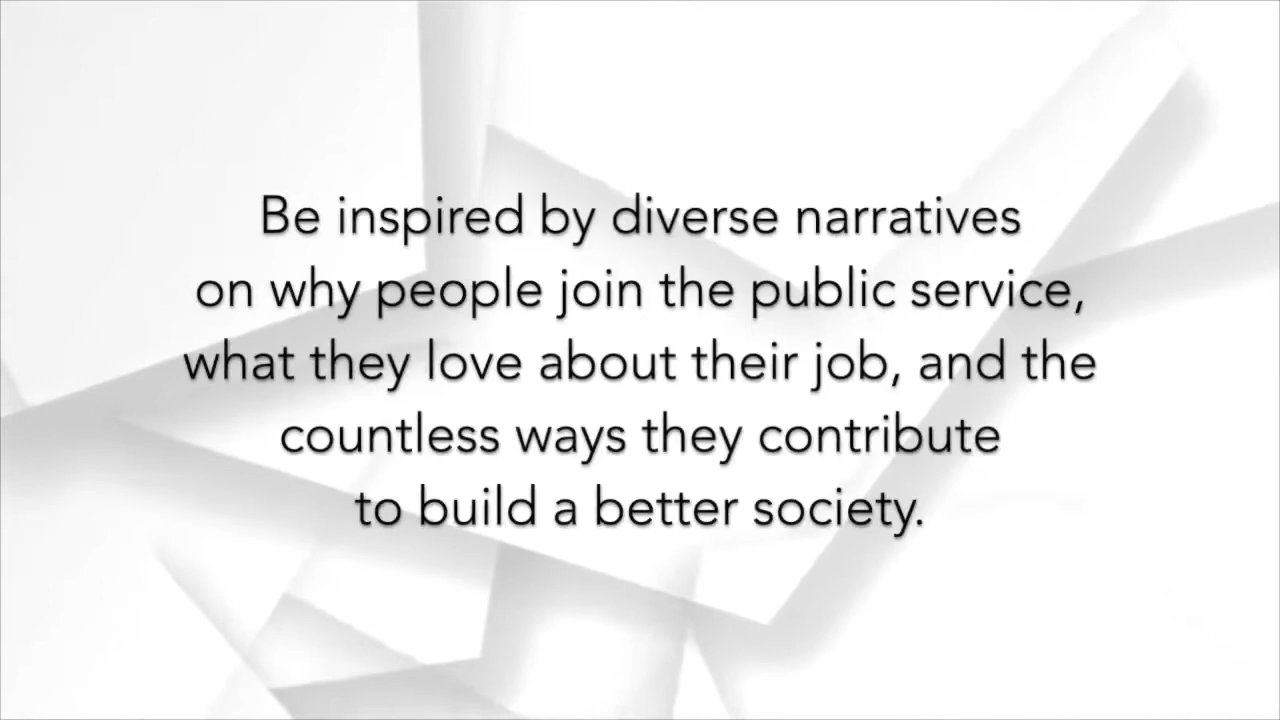 Be inspired by diverse narratives
on why people join the public service,
what they love about their job, and the
countless ways they contribute
to build a better society.